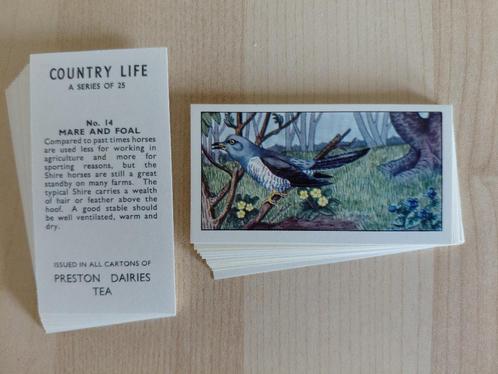 COUNTRY LIFE
A SERIES OF 25
No. 14
MARE AND FOAL
Compared to past times horses
are used less for working in
agriculture and more for
sporting reasons, but the
Shire horses are still a great
standby on many farms. The
typical Shire carries a wealth
of hair or feather above the
hoof. A good stable should
be well ventilated, warm and
dry.
ISSUED IN ALL CARTONS OF
PRESTON DAIRIES
TEA